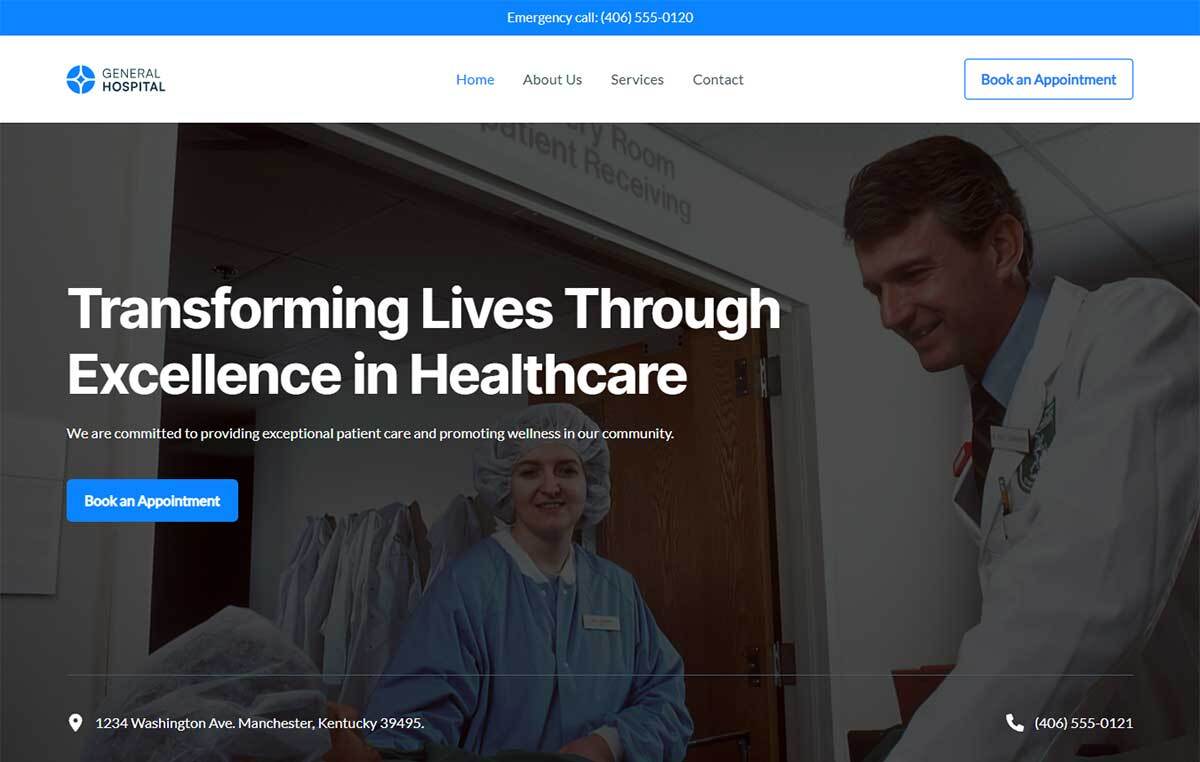 Emergency call: (406) 555-0120
GENERAL
HOSPITAL
Home
About Us
Services
Contact
Book an Appointment
Room
Patient Receiving
Transforming Lives Through
Excellence in Healthcare
We are committed to providing exceptional patient care and promoting wellness in our community.
Book an Appointment
1234 Washington Ave. Manchester, Kentucky 39495.
(406) 555-0121